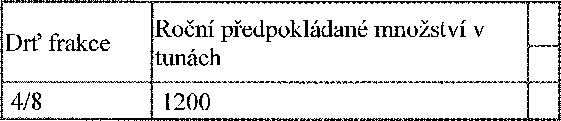 Drť frakce
Roční předpokládané množství v
tunách
4/8
1200